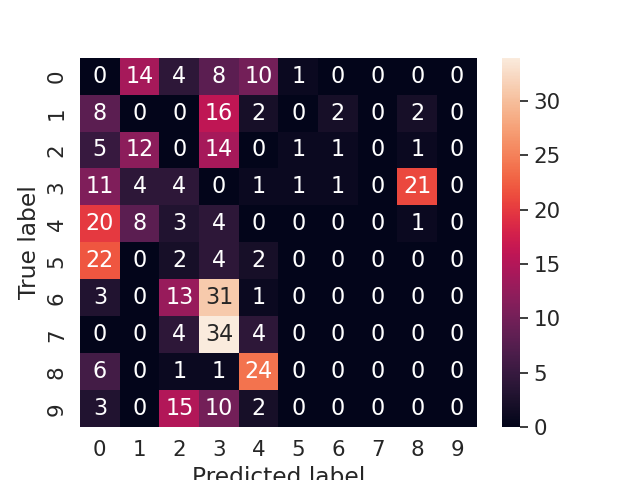 0 0 14 4 8 10 1 0 0 0 0
1 8 0 0 16 2 0 2 0 2 0
2 5 12 0 14 0 1 1 0 1 0
3 11 4 4 0 1 1 1 0 21 0
4 20 8 3 4 0 0 0 0 1 0
5 22 0 2 4 2 0 0 0 0 0
6 3 0 13 31 1 0 0 0 0 0
7 0 0 4 34 4 0 0 0 0 0
8 6 0 1 1 24 0 0 0 0 0
9 3 0 15 10 2 0 0 0 0 0
0 1 2 3 4 5 6 7 8 9
True label
Predicted label
30
25
20
15
10
5
0